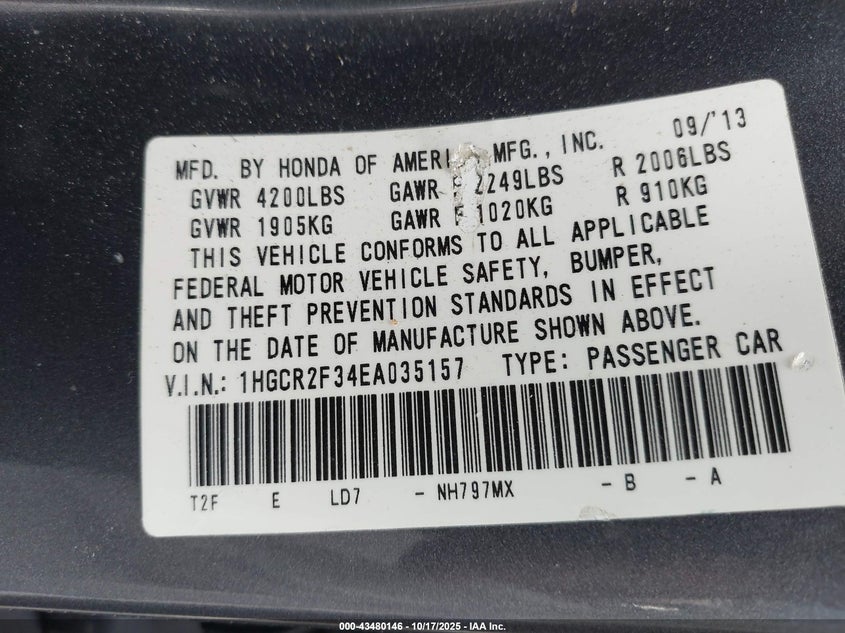 MFD. BY HONDA OF AMERI MFG., INC. 09/'13
GVWR 4200LBS GAWR F 2249LBS R 2006LBS
GVWR 1905KG GAWR F 1020KG R 910KG
THIS VEHICLE CONFORMS TO ALL APPLICABLE
FEDERAL MOTOR VEHICLE SAFETY, BUMPER,
AND THEFT PREVENTION STANDARDS IN EFFECT
ON THE DATE OF MANUFACTURE SHOWN ABOVE.
V.I.N.: 1HGCR2F34EA035157 TYPE: PASSENGER CAR
T2F E LD7 - NH797MX - B - A
000-43480146 - 10/17/2025 - IAA Inc.